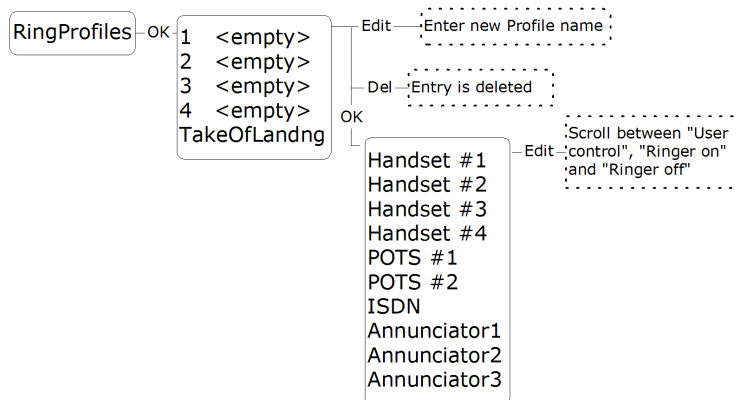 RingProfiles
OK
1 <empty>
2 <empty>
3 <empty>
4 <empty>
TakeOfLandng
Edit
Enter new Profile name
Del
Entry is deleted
OK
Handset #1
Handset #2
Handset #3
Handset #4
POTS #1
POTS #2
ISDN
Annunciator1
Annunciator2
Annunciator3
Edit
Scroll between "User
control", "Ringer on"
and "Ringer off"